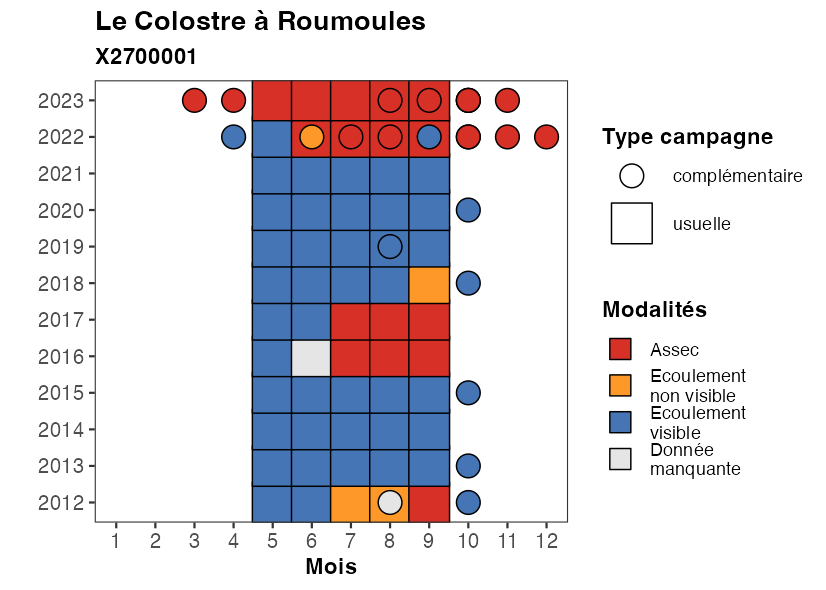 Le Colostre à Roumoules
X2700001
2023
2022
2021
2020
2019
2018
2017
2016
2015
2014
2013
2012
1 2 3 4 5 6 7 8 9 10 11 12
Mois
Type campagne
complémentaire
usuelle
Modalités
Assec
Ecoulement
non visible
Ecoulement
visible
Donnée
manquante